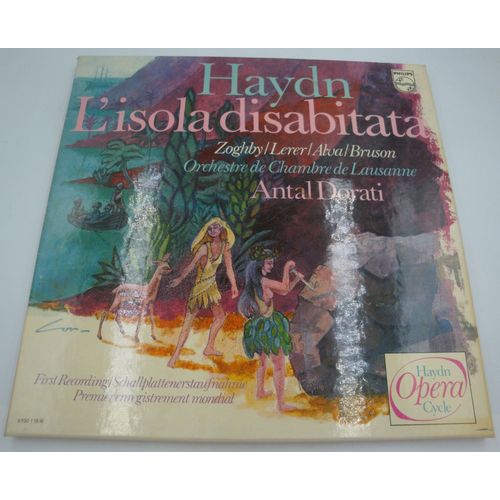 Haydn
PHILIPS
L'isola disabitata
Zoghby/Lerer/Alva/Bruson
Orchestre de Chambre de Lausanne
Antal Dorati
First Recording/Schallplattenerstaufnahme
Premier enregistrement mondial
Haydn
Opera
Cycle